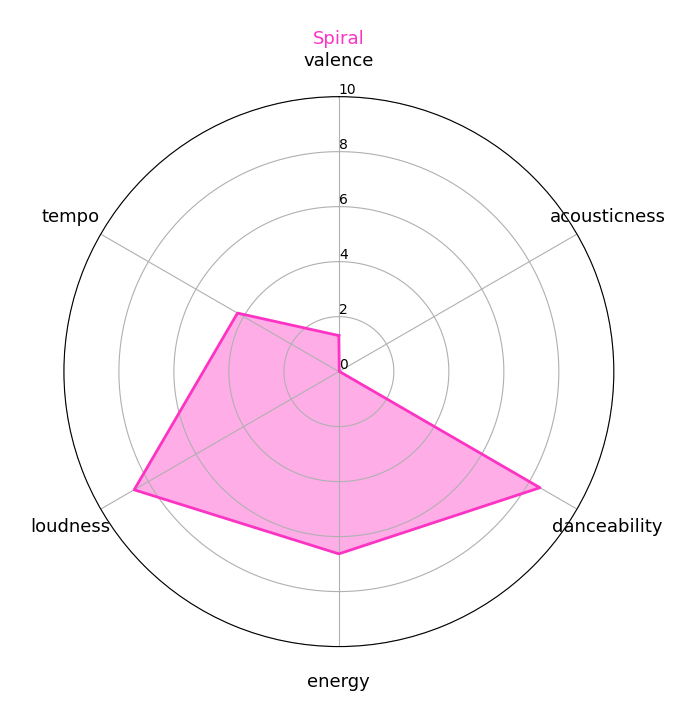 Spiral
valence
10
8
tempo
acousticness
6
4
2
0
loudness
danceability
energy